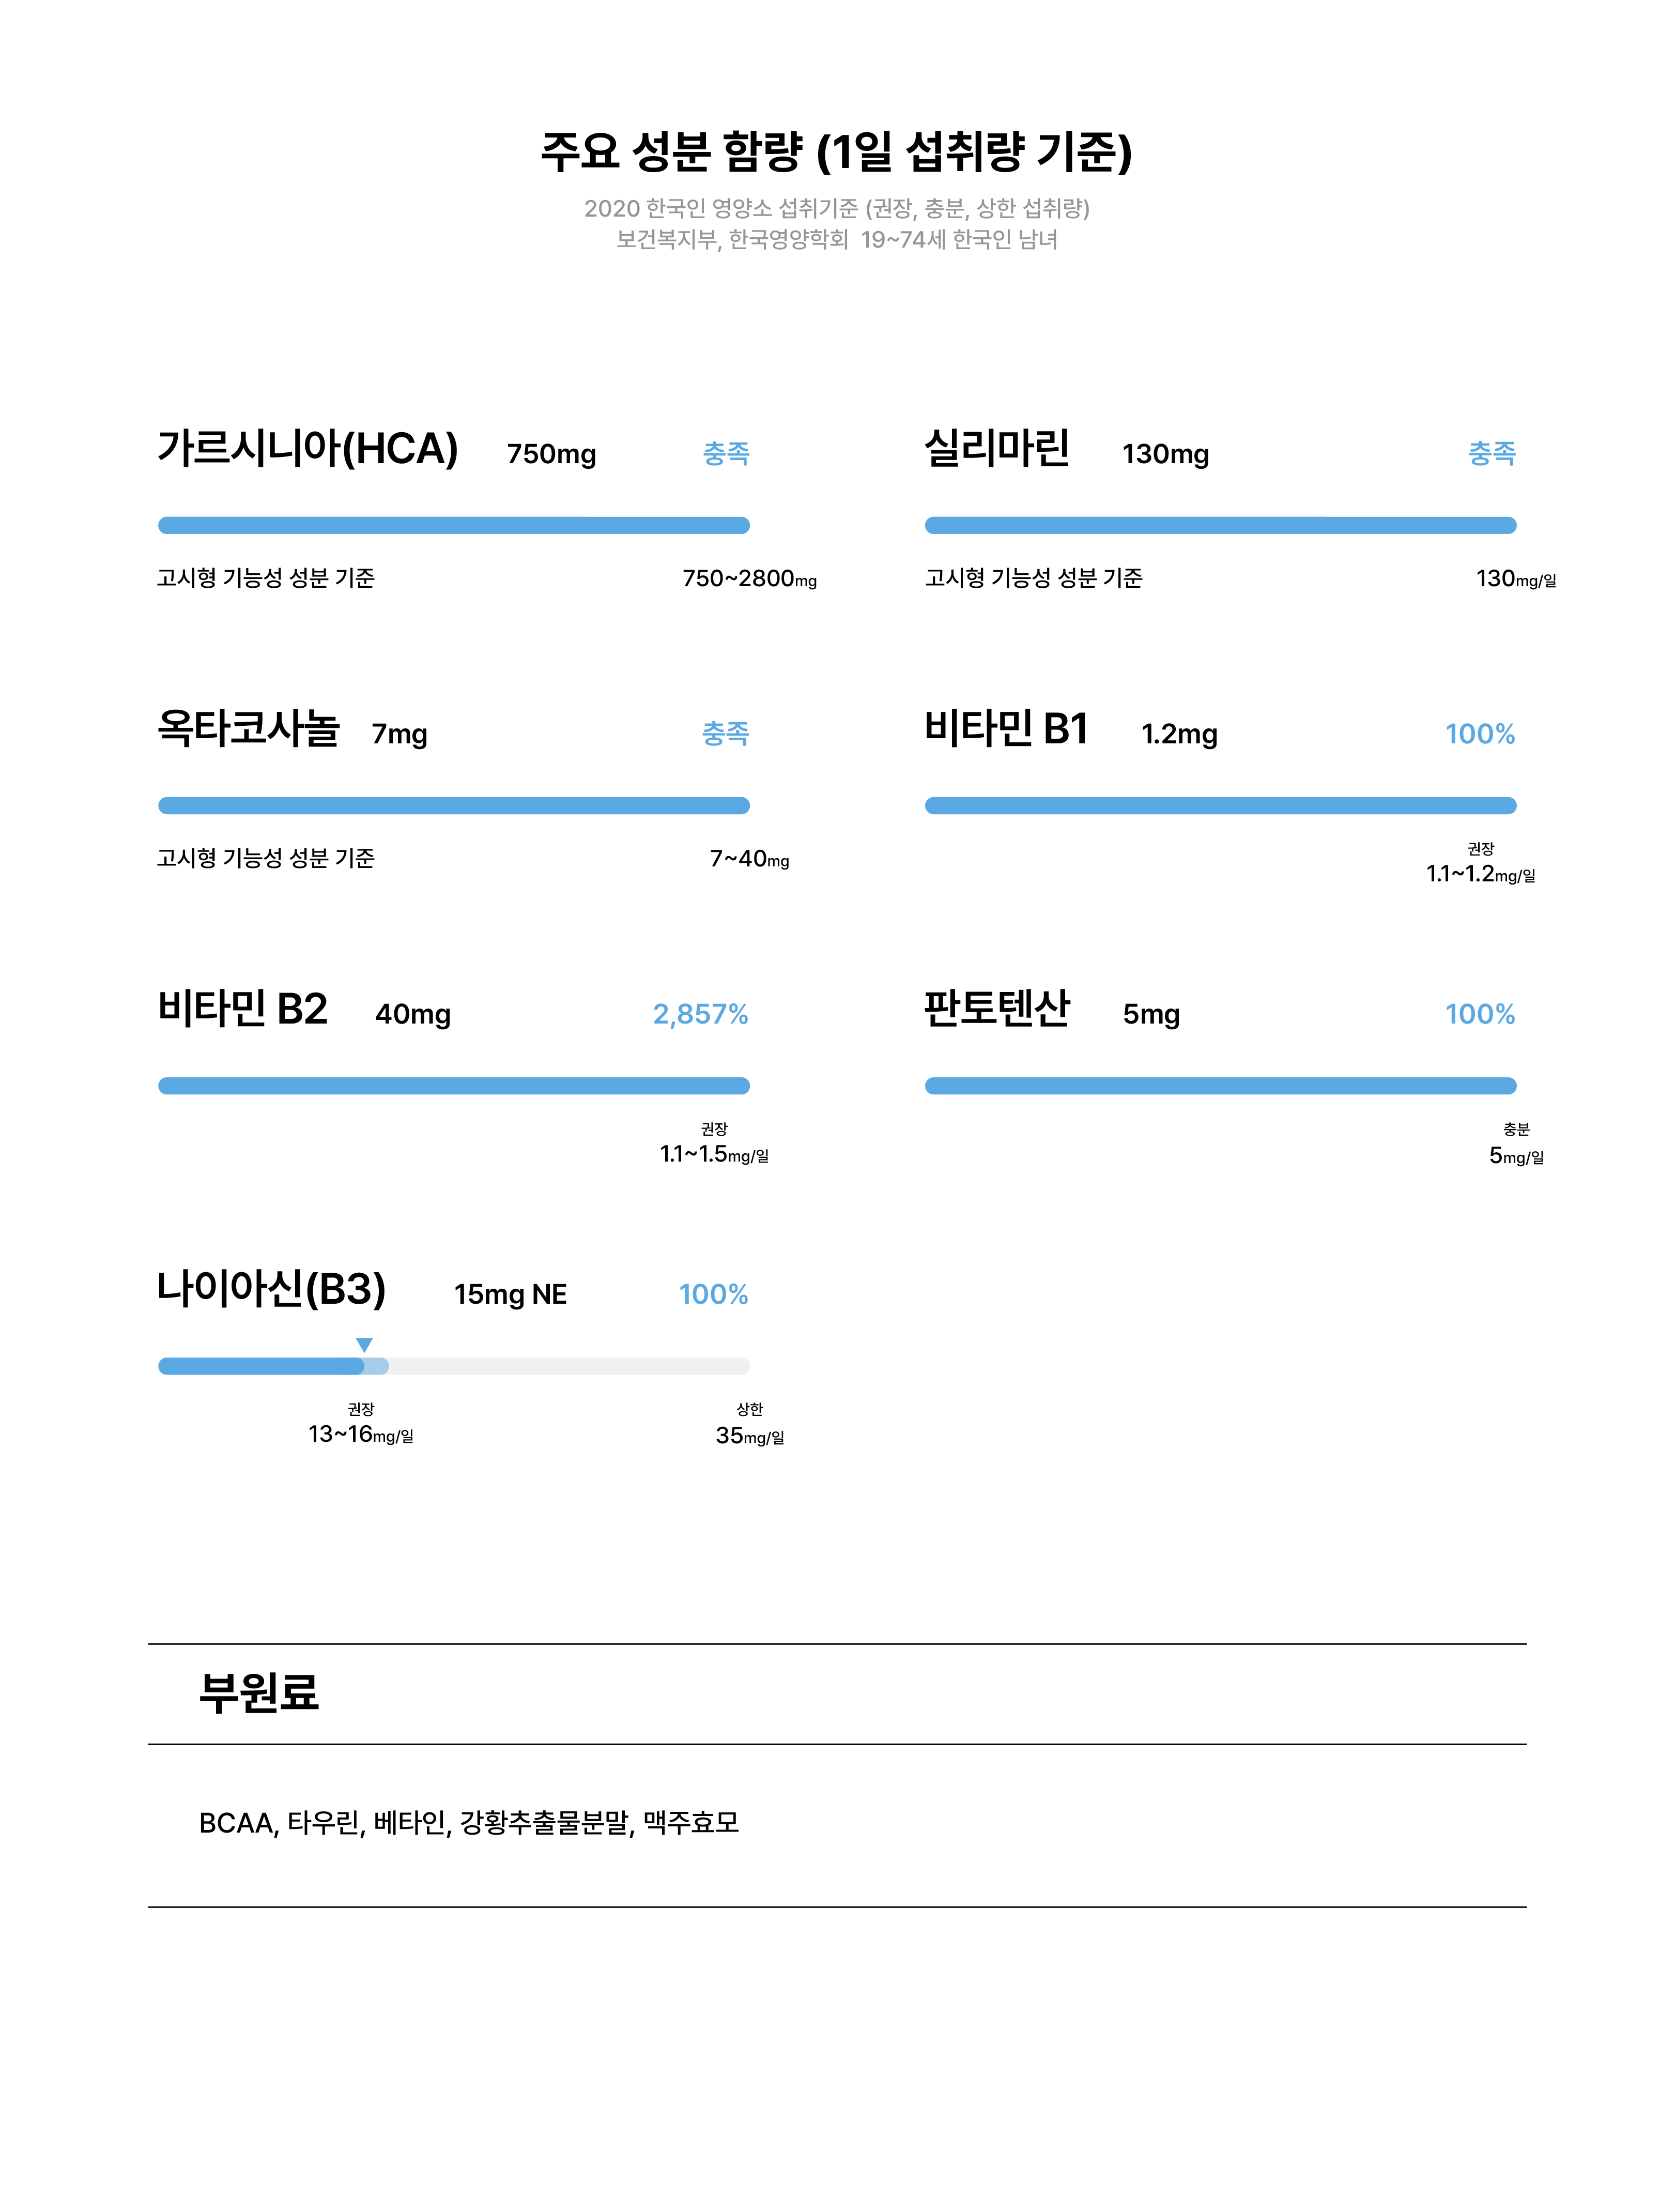 주요 성분 함량 (1일 섭취량 기준)
2020 한국인 영양소 섭취기준 (권장, 충분, 상한 섭취량)
보건복지부, 한국영양학회 19~74세 한국인 남녀
가르시니아(HCA) 750mg 충족
고시형 기능성 성분 기준 750~2800mg
실리마린 130mg 충족
고시형 기능성 성분 기준 130mg/일
옥타코사놀 7mg 충족
고시형 기능성 성분 기준 7~40mg
비타민 B1 1.2mg 100%
권장
1.1~1.2mg/일
비타민 B2 40mg 2,857%
권장
1.1~1.5mg/일
판토텐산 5mg 100%
충분
5mg/일
나이아신(B3) 15mg NE 100%
권장 상한
13~16mg/일 35mg/일
부원료
BCAA, 타우린, 베타인, 강황추출물분말, 맥주효모